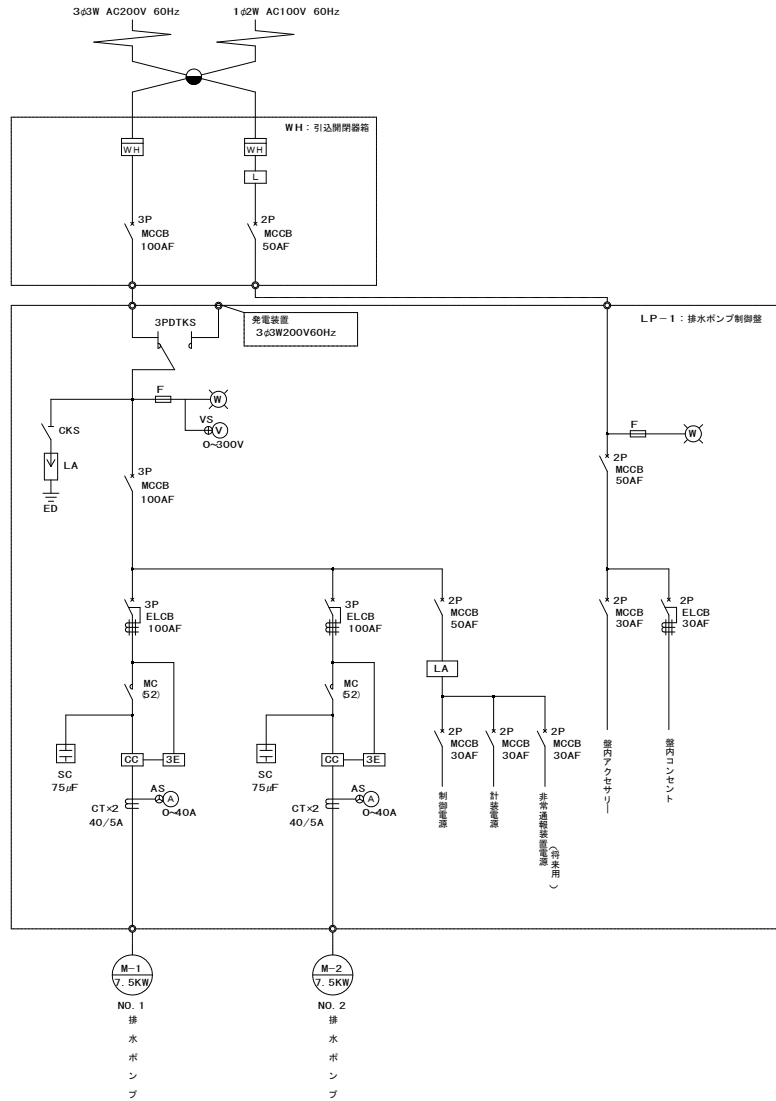 3φ3W AC200V 60Hz
1φ2W AC100V 60Hz
WH：引込開閉器箱
WH
WH
L
3P
MCCB
100AF
2P
MCCB
50AF
3PDTKS
発電装置
3φ3W200V60Hz
LP－1：排水ポンプ制御盤
F
W
VS
V
0~300V
CKS
LA
ED
3P
MCCB
100AF
F
W
2P
MCCB
50AF
3P
ELCB
100AF
3P
ELCB
100AF
2P
MCCB
50AF
2P
MCCB
30AF
2P
ELCB
30AF
LA
MC
(52)
MC
(52)
SC
75μF
CC
3E
SC
75μF
CC
3E
2P
MCCB
30AF
2P
MCCB
30AF
2P
MCCB
30AF
CT×2
40/5A
AS
A
0~40A
CT×2
40/5A
AS
A
0~40A
制御電源
計装電源
非常通報装置電源
(将来用)
盤内アクセサリー
盤内コンセント
M-1
7.5KW
NO.1
排水ポンプ
M-2
7.5KW
NO.2
排水ポンプ